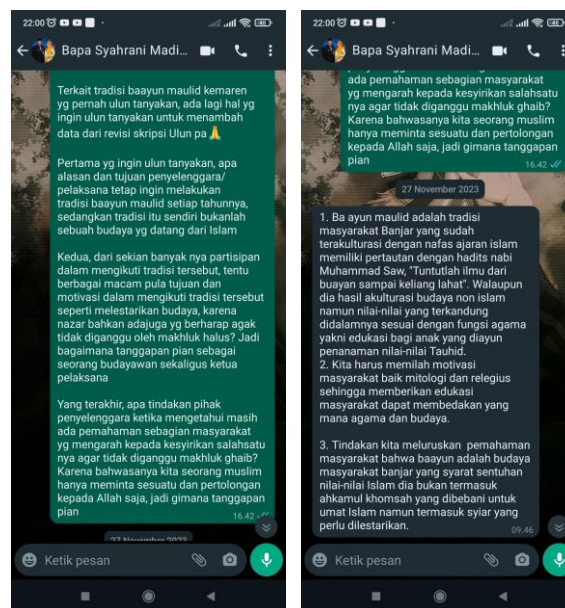 22:00
Bapa Syahrani Madi...
Terkait tradisi baayun maulid kemaren
yg pernah ulun tanyakan, ada lagi hal yg
ingin ulun tanyakan untuk menambah
data dari revisi skripsi Ulun pa 🙏
Pertama yg ingin ulun tanyakan, apa
alasan dan tujuan penyelenggara/
pelaksana tetap ingin melakukan
tradisi baayun maulid setiap tahunnya,
sedangkan tradisi itu sendiri bukanlah
sebuah budaya yg datang dari Islam
Kedua, dari sekian banyak nya partisipan
dalam mengikuti tradisi tersebut, tentu
berbagai macam pula tujuan dan
motivasi dalam mengikuti tradisi tersebut
seperti melestarikan budaya, karena
nazar bahkan adajuga yg berharap agak
tidak diganggu oleh makhluk halus? Jadi
bagaimana tanggapan pian sebagai
seorang budayawan sekaligus ketua
pelaksana
Yang terakhir, apa tindakan pihak
penyelenggara ketika mengetahui masih
ada pemahaman sebagian masyarakat
yg mengarah kepada kesyirikan salahsatu
nya agar tidak diganggu makhluk ghaib?
Karena bahwasanya kita seorang muslim
hanya meminta sesuatu dan pertolongan
kepada Allah saja, jadi gimana tanggapan
pian
16.42
27 November 2023
Ketik pesan
22:00
Bapa Syahrani Madi...
ada pemahaman sebagian masyarakat
yg mengarah kepada kesyirikan salahsatu
nya agar tidak diganggu makhluk ghaib?
Karena bahwasanya kita seorang muslim
hanya meminta sesuatu dan pertolongan
kepada Allah saja, jadi gimana tanggapan
pian
16.42
27 November 2023
1. Ba ayun maulid adalah tradisi
masyarakat Banjar yang sudah
terakulturasi dengan nafas ajaran islam
memiliki pertautan dengan hadits nabi
Muhammad Saw, "Tuntutlah ilmu dari
buayan sampai keliang lahat". Walaupun
dia hasil akulturasi budaya non islam
namun nilai-nilai yang terkandung
didalamnya sesuai dengan fungsi agama
yakni edukasi bagi anak yang diayun
penanaman nilai-nilai Tauhid.
2. Kita harus memilah motivasi
masyarakat baik mitologi dan relegius
sehingga memberikan edukasi
masyarakat dapat membedakan yang
mana agama dan budaya.
3. Tindakan kita meluruskan pemahaman
masyarakat bahwa baayun adalah budaya
masyarakat banjar yang syarat sentuhan
nilai-nilai Islam dia bukan termasuk
ahkamul khomsah yang dibebani untuk
umat Islam namun termasuk syiar yang
perlu dilestarikan.
09.46
Ketik pesan